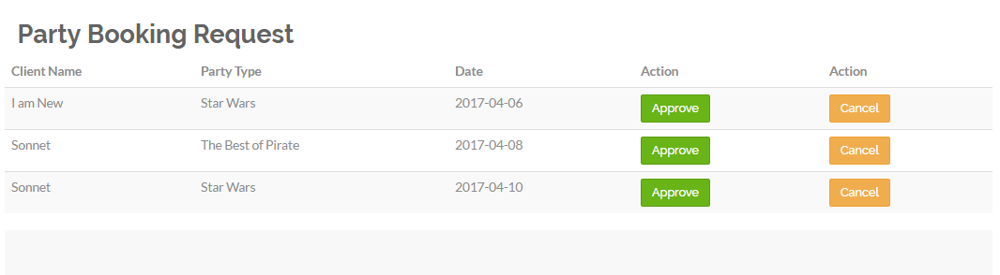 Party Booking Request
Client Name Party Type Date Action Action
I am New Star Wars 2017-04-06 Approve Cancel
Sonnet The Best of Pirate 2017-04-08 Approve Cancel
Sonnet Star Wars 2017-04-10 Approve Cancel